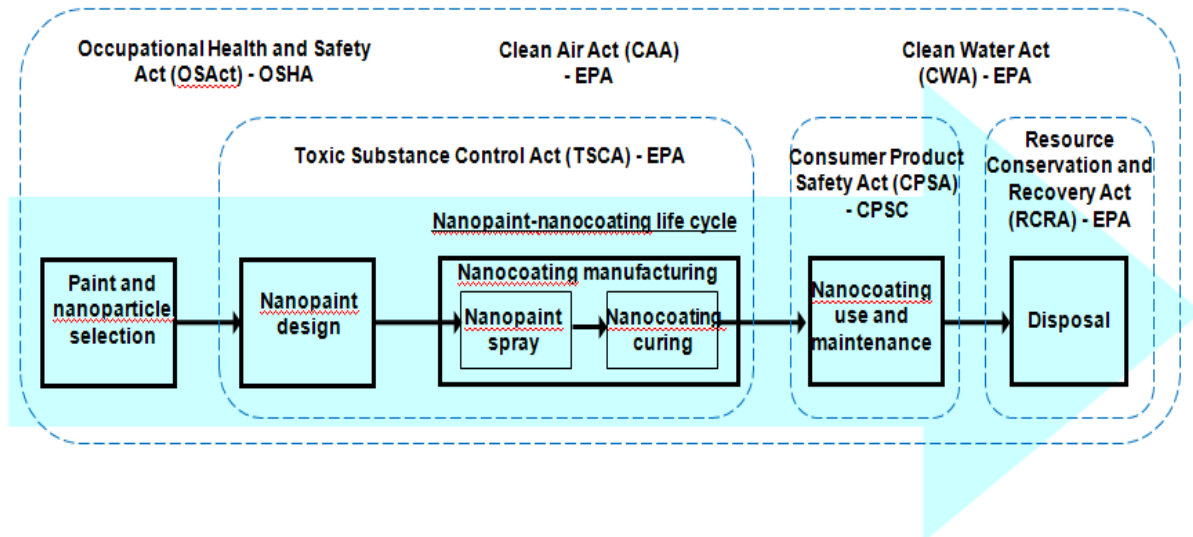 Occupational Health and Safety
Act (OSAct) - OSHA
Clean Air Act (CAA)
- EPA
Clean Water Act
(CWA) - EPA
Toxic Substance Control Act (TSCA) - EPA
Consumer Product
Safety Act (CPSA)
- CPSC
Resource
Conservation and
Recovery Act
(RCRA) - EPA
Nanopaint-nanocoating life cycle
Paint and
nanoparticle
selection
Nanopaint
design
Nanocoating manufacturing
Nanopaint
spray
Nanocoating
curing
Nanocoating
use and
maintenance
Disposal